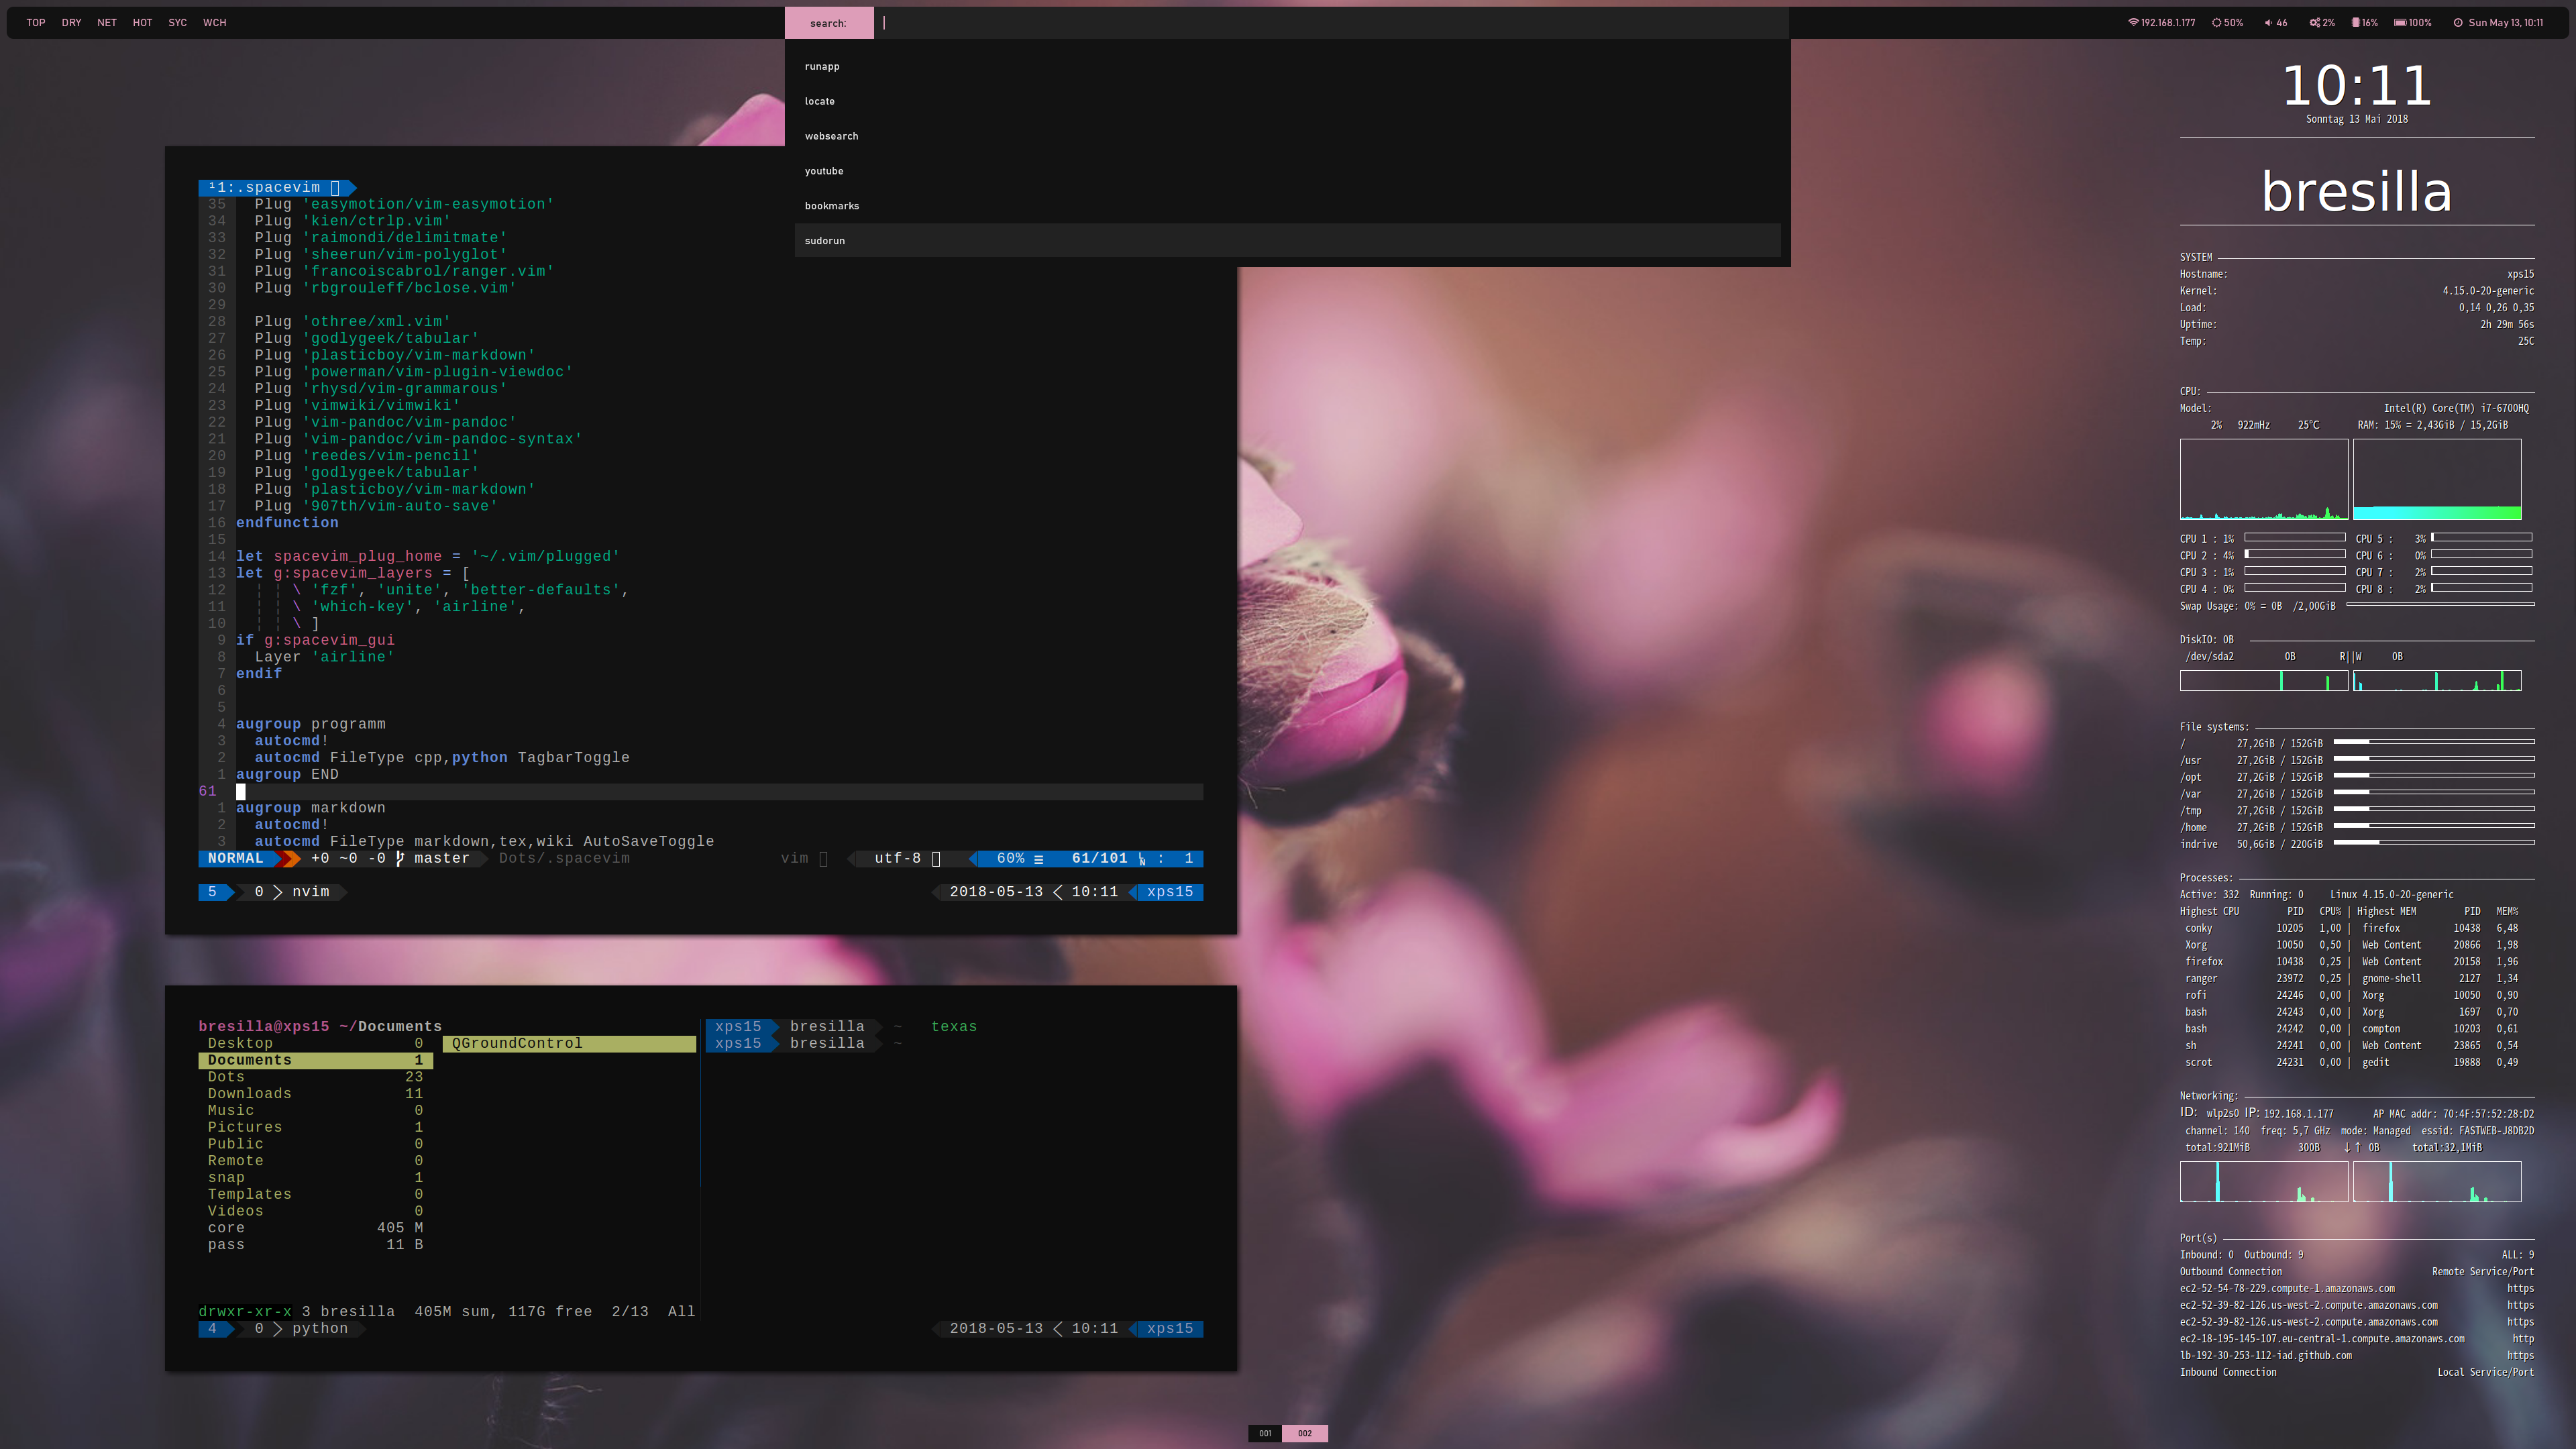 TOP DRY NET HOT SYC WCH
search:
192.168.1.177 50% 46 2% 16% 100% Sun May 13, 10:11
runapp
locate
websearch
youtube
bookmarks
sudorun
¹1:.spacevim
35 Plug 'easymotion/vim-easymotion'
34 Plug 'kien/ctrlp.vim'
33 Plug 'raimondi/delimitmate'
32 Plug 'sheerun/vim-polyglot'
31 Plug 'francoiscabrol/ranger.vim'
30 Plug 'rbgrouleff/bclose.vim'
29
28 Plug 'othree/xml.vim'
27 Plug 'godlygeek/tabular'
26 Plug 'plasticboy/vim-markdown'
25 Plug 'powerman/vim-plugin-viewdoc'
24 Plug 'rhysd/vim-grammarous'
23 Plug 'vimwiki/vimwiki'
22 Plug 'vim-pandoc/vim-pandoc'
21 Plug 'vim-pandoc/vim-pandoc-syntax'
20 Plug 'reedes/vim-pencil'
19 Plug 'godlygeek/tabular'
18 Plug 'plasticboy/vim-markdown'
17 Plug '907th/vim-auto-save'
16 endfunction
15
14 let spacevim_plug_home = '~/.vim/plugged'
13 let g:spacevim_layers = [
12 ¦ ¦ \ 'fzf', 'unite', 'better-defaults',
11 ¦ ¦ \ 'which-key', 'airline',
10 ¦ ¦ \ ]
9 if g:spacevim_gui
8 Layer 'airline'
7 endif
6
5
4 augroup programm
3 autocmd!
2 autocmd FileType cpp,python TagbarToggle
1 augroup END
61
1 augroup markdown
2 autocmd!
3 autocmd FileType markdown,tex,wiki AutoSaveToggle
NORMAL +0 ~0 -0 master Dots/.spacevim vim utf-8 60% ≡ 61/101 : 1
5 0 > nvim 2018-05-13 < 10:11 xps15
bresilla@xps15 ~/Documents
Desktop 0 QGroundControl
Documents 1
Dots 23
Downloads 11
Music 0
Pictures 1
Public 0
Remote 0
snap 1
Templates 0
Videos 0
core 405 M
pass 11 B
drwxr-xr-x 3 bresilla 405M sum, 117G free 2/13 All
xps15 bresilla ~ texas
xps15 bresilla ~
4 0 > python 2018-05-13 < 10:11 xps15
10:11
Sonntag 13 Mai 2018
bresilla
SYSTEM
Hostname: xps15
Kernel: 4.15.0-20-generic
Load: 0,14 0,26 0,35
Uptime: 2h 29m 56s
Temp: 25C
CPU:
Model: Intel(R) Core(TM) i7-6700HQ
2% 922mHz 25°C RAM: 15% = 2,43GiB / 15,2GiB
CPU 1 : 1% CPU 5 : 3%
CPU 2 : 4% CPU 6 : 0%
CPU 3 : 1% CPU 7 : 2%
CPU 4 : 0% CPU 8 : 2%
Swap Usage: 0% = 0B /2,00GiB
DiskIO: 0B
/dev/sda2 0B R||W 0B
File systems:
/ 27,2GiB / 152GiB
/usr 27,2GiB / 152GiB
/opt 27,2GiB / 152GiB
/var 27,2GiB / 152GiB
/tmp 27,2GiB / 152GiB
/home 27,2GiB / 152GiB
indrive 50,6GiB / 220GiB
Processes:
Active: 332 Running: 0 Linux 4.15.0-20-generic
Highest CPU PID CPU% | Highest MEM PID MEM%
conky 10205 1,00 | firefox 10438 6,48
Xorg 10050 0,50 | Web Content 20866 1,98
firefox 10438 0,25 | Web Content 20158 1,96
ranger 23972 0,25 | gnome-shell 2127 1,34
rofi 24246 0,00 | Xorg 10050 0,90
bash 24243 0,00 | Xorg 1697 0,70
bash 24242 0,00 | compton 10203 0,61
sh 24241 0,00 | Web Content 23865 0,54
scrot 24231 0,00 | gedit 19888 0,49
Networking:
ID: wlp2s0 IP: 192.168.1.177 AP MAC addr: 70:4F:57:52:28:D2
channel: 140 freq: 5,7 GHz mode: Managed essid: FASTWEB-J8DB2D
total:921MiB 300B ↓ ↑ 0B total:32,1MiB
Port(s)
Inbound: 0 Outbound: 9 ALL: 9
Outbound Connection Remote Service/Port
ec2-52-54-78-229.compute-1.amazonaws.com https
ec2-52-39-82-126.us-west-2.compute.amazonaws.com https
ec2-52-39-82-126.us-west-2.compute.amazonaws.com https
ec2-18-195-145-107.eu-central-1.compute.amazonaws.com http
lb-192-30-253-112-iad.github.com https
Inbound Connection Local Service/Port
001 002